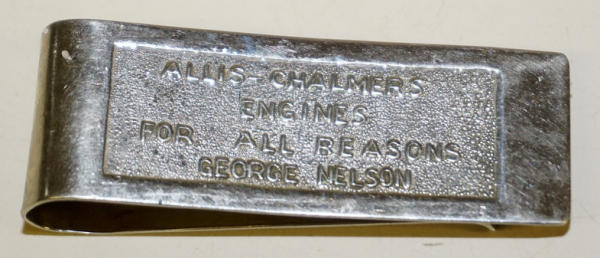 ALLIS-CHALMERS
ENGINES
FOR ALL REASONS
GEORGE NELSON